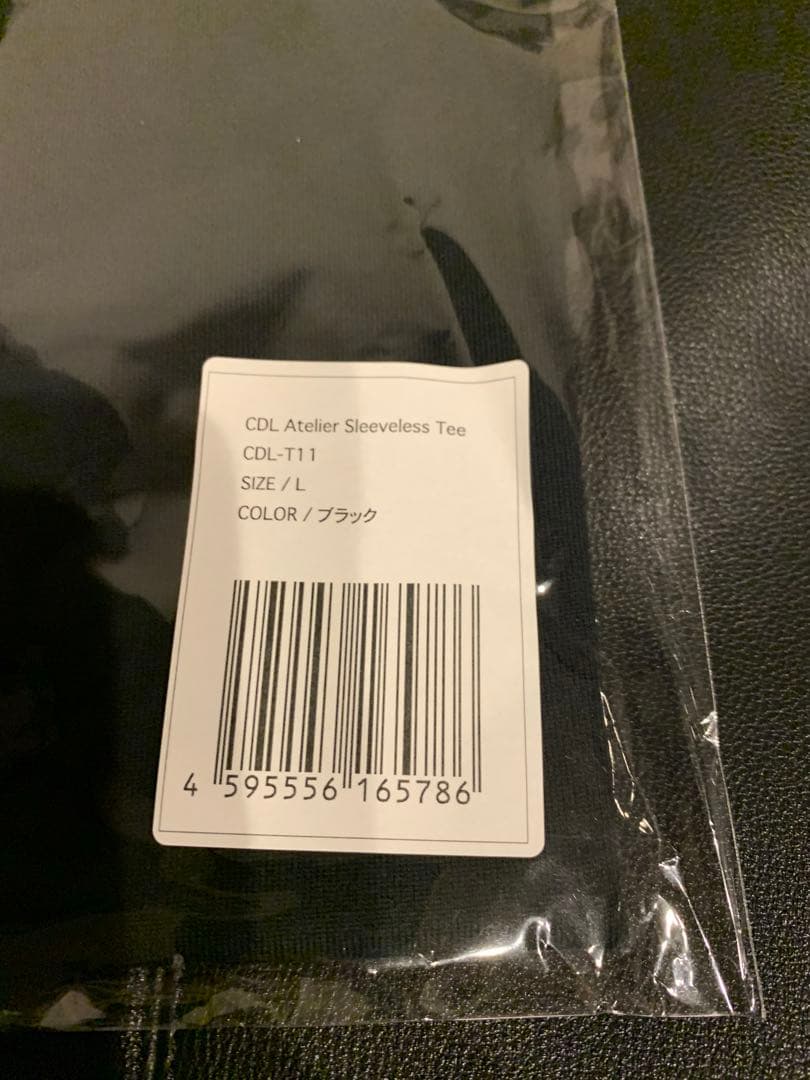 CDL Atelier Sleeveless Tee
CDL-T11
SIZE / L
COLOR / ブラック
4 595556 165786